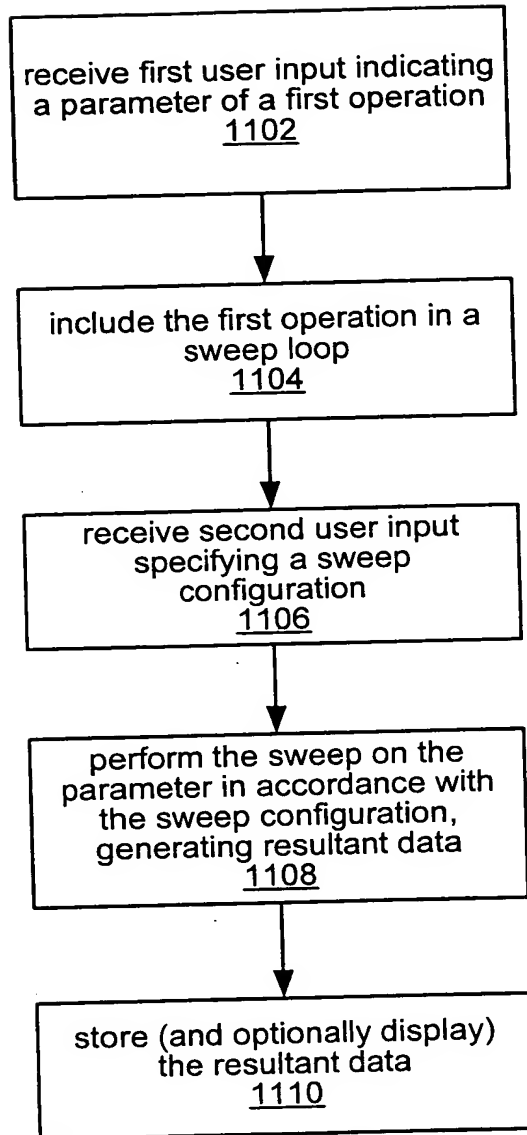 receive first user input indicating
a parameter of a first operation
1102
include the first operation in a
sweep loop
1104
receive second user input
specifying a sweep
configuration
1106
perform the sweep on the
parameter in accordance with
the sweep configuration,
generating resultant data
1108
store (and optionally display)
the resultant data
1110